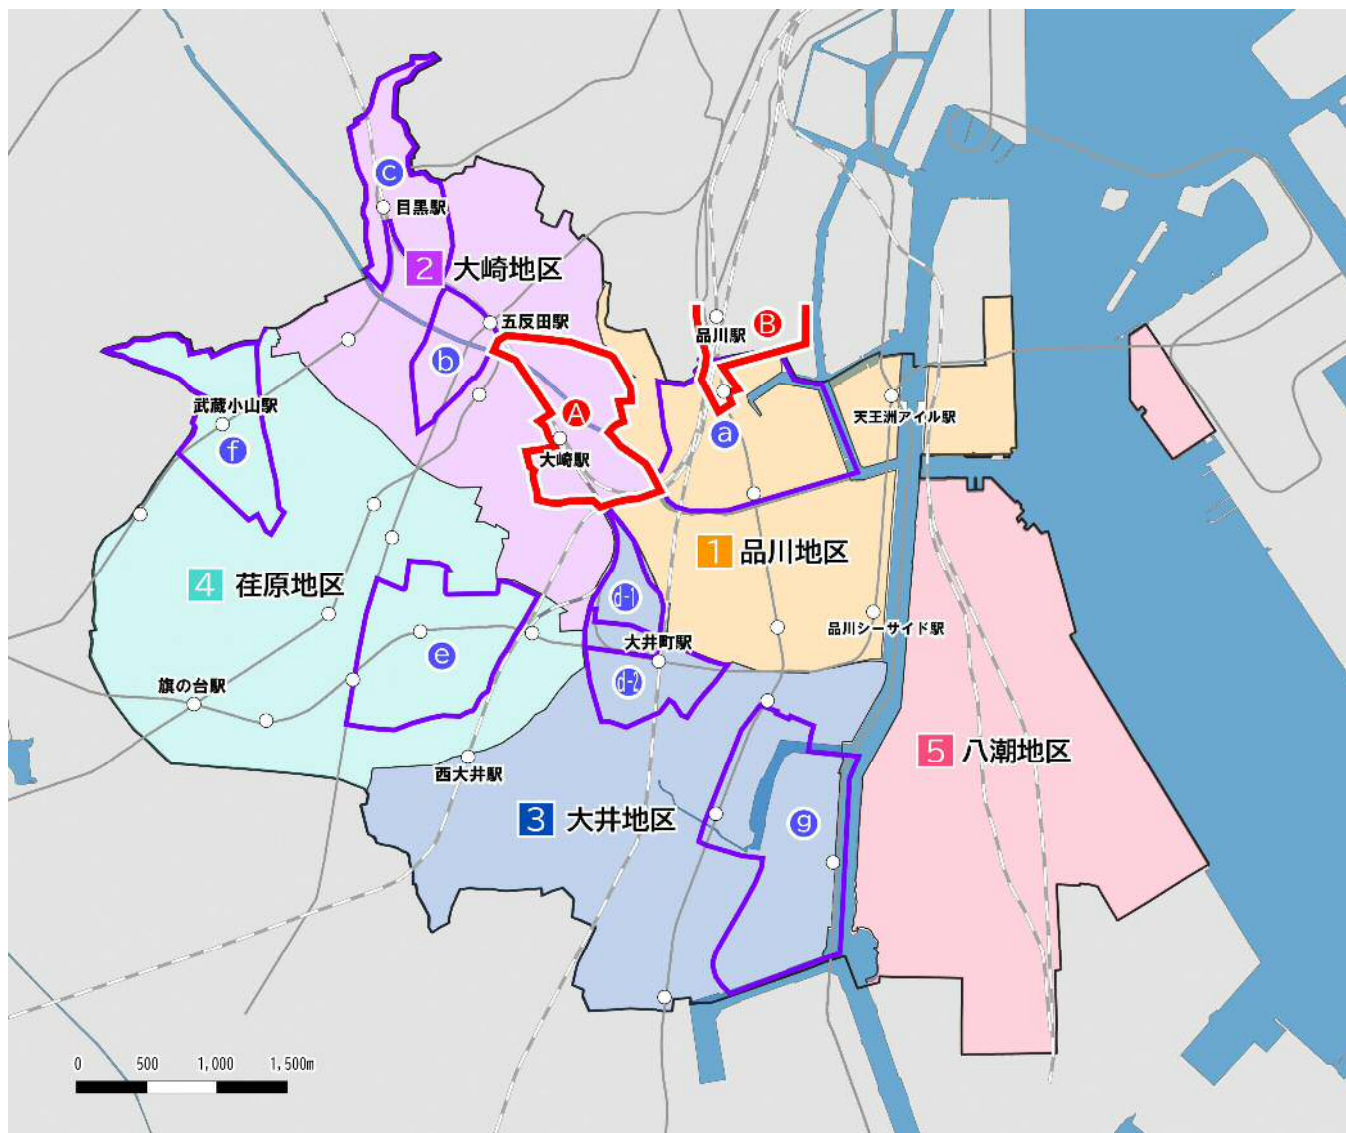 c
目黒駅
2 大崎地区
五反田駅
品川駅
B
b
武蔵小山駅
A
天王洲アイル駅
a
f
大崎駅
1 品川地区
4 荏原地区
d-1
品川シーサイド駅
大井町駅
e
旗の台駅
d-2
5 八潮地区
西大井駅
3 大井地区
g
0 500 1,000 1,500m